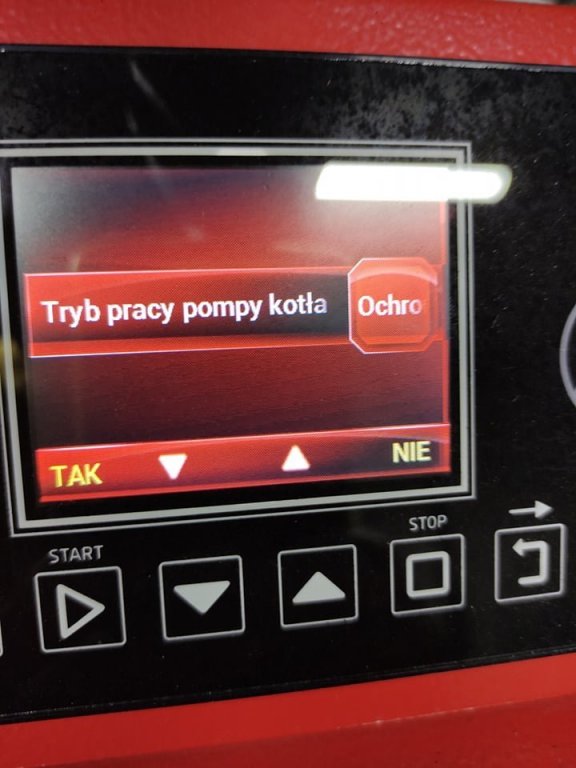 Tryb pracy pompy kotła Ochro
TAK NIE
START STOP